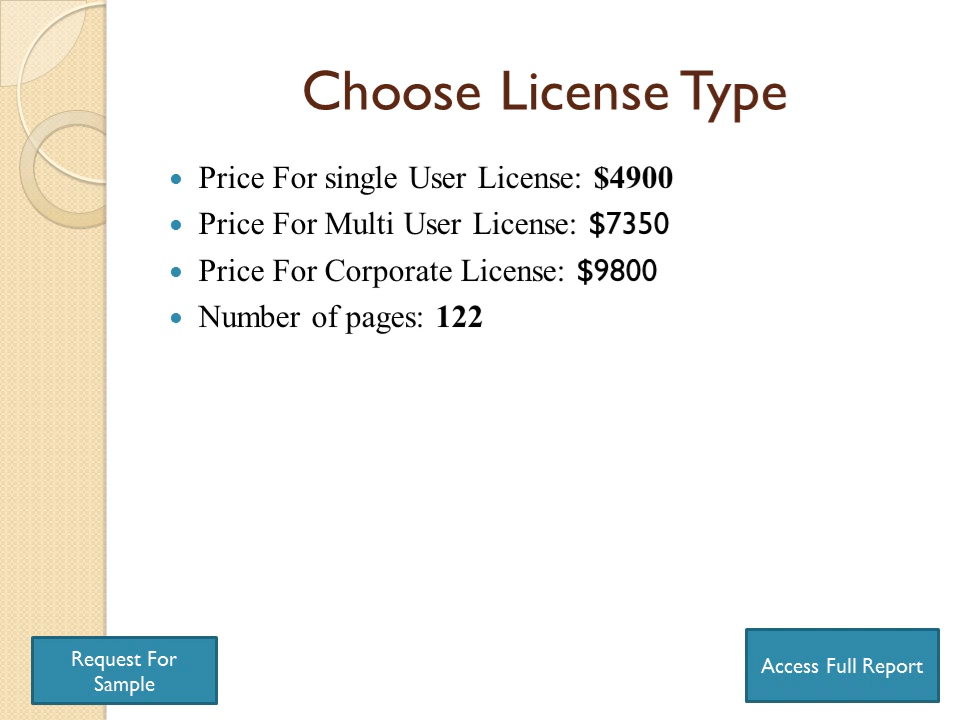 Choose License Type
Price For single User License: $4900
Price For Multi User License: $7350
Price For Corporate License: $9800
Number of pages: 122
Request For
Sample
Access Full Report